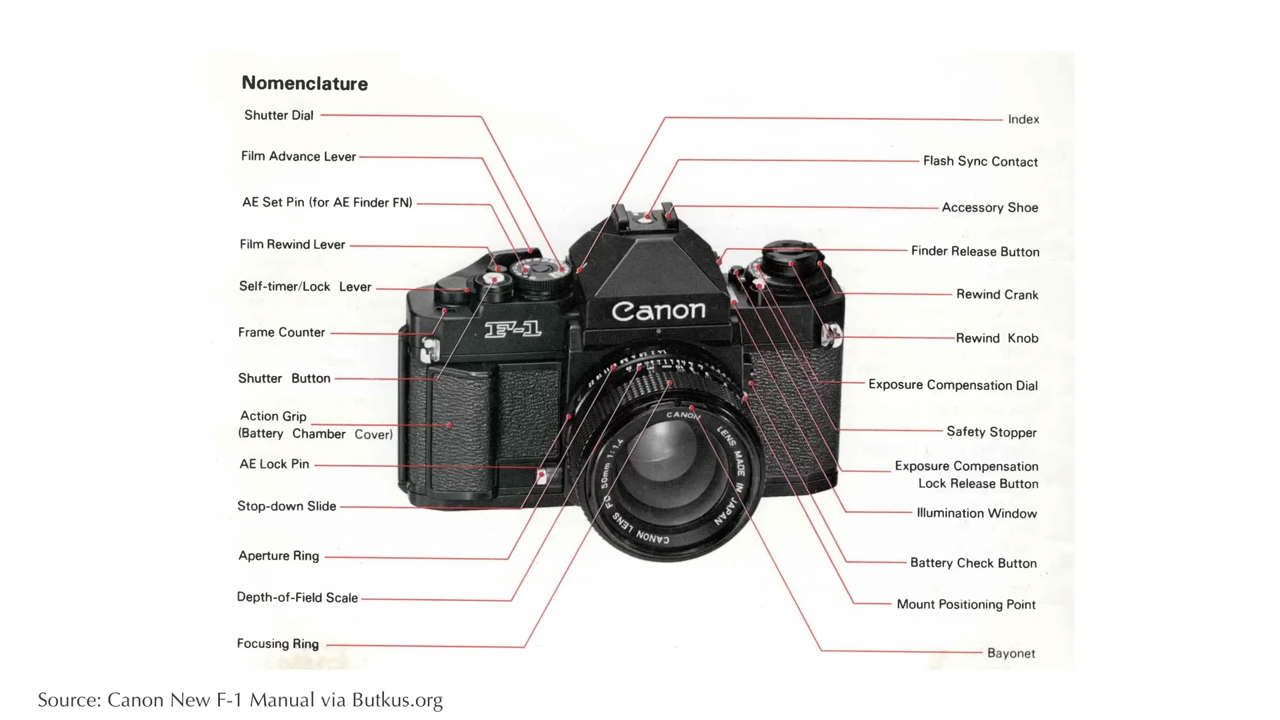 Nomenclature
Shutter Dial
Film Advance Lever
AE Set Pin (for AE Finder FN)
Film Rewind Lever
Self-timer/Lock Lever
Frame Counter
Shutter Button
Action Grip
(Battery Chamber Cover)
AE Lock Pin
Stop-down Slide
Aperture Ring
Depth-of-Field Scale
Focusing Ring
Index
Flash Sync Contact
Accessory Shoe
Finder Release Button
Rewind Crank
Rewind Knob
Exposure Compensation Dial
Safety Stopper
Exposure Compensation
Lock Release Button
Illumination Window
Battery Check Button
Mount Positioning Point
Bayonet
Canon
F-1
CANON
LENS MADE IN JAPAN
CANON LENS FD 50mm 1:1.4
Source: Canon New F-1 Manual via Butkus.org